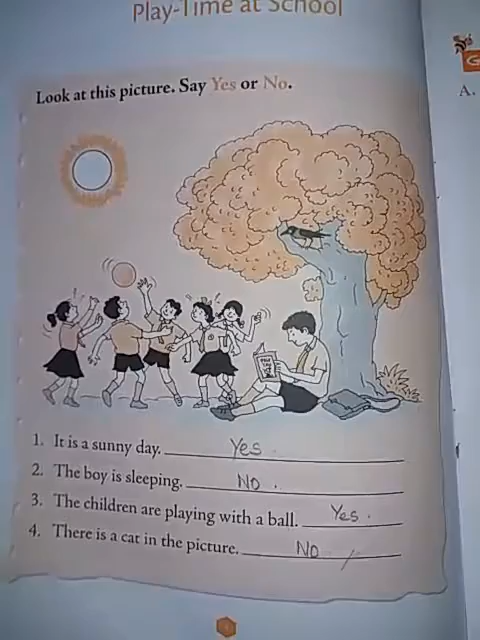 Play-Time at School
Look at this picture. Say Yes or No.
A.
1. It is a sunny day. Yes.
2. The boy is sleeping. No.
3. The children are playing with a ball. Yes.
4. There is a cat in the picture. No